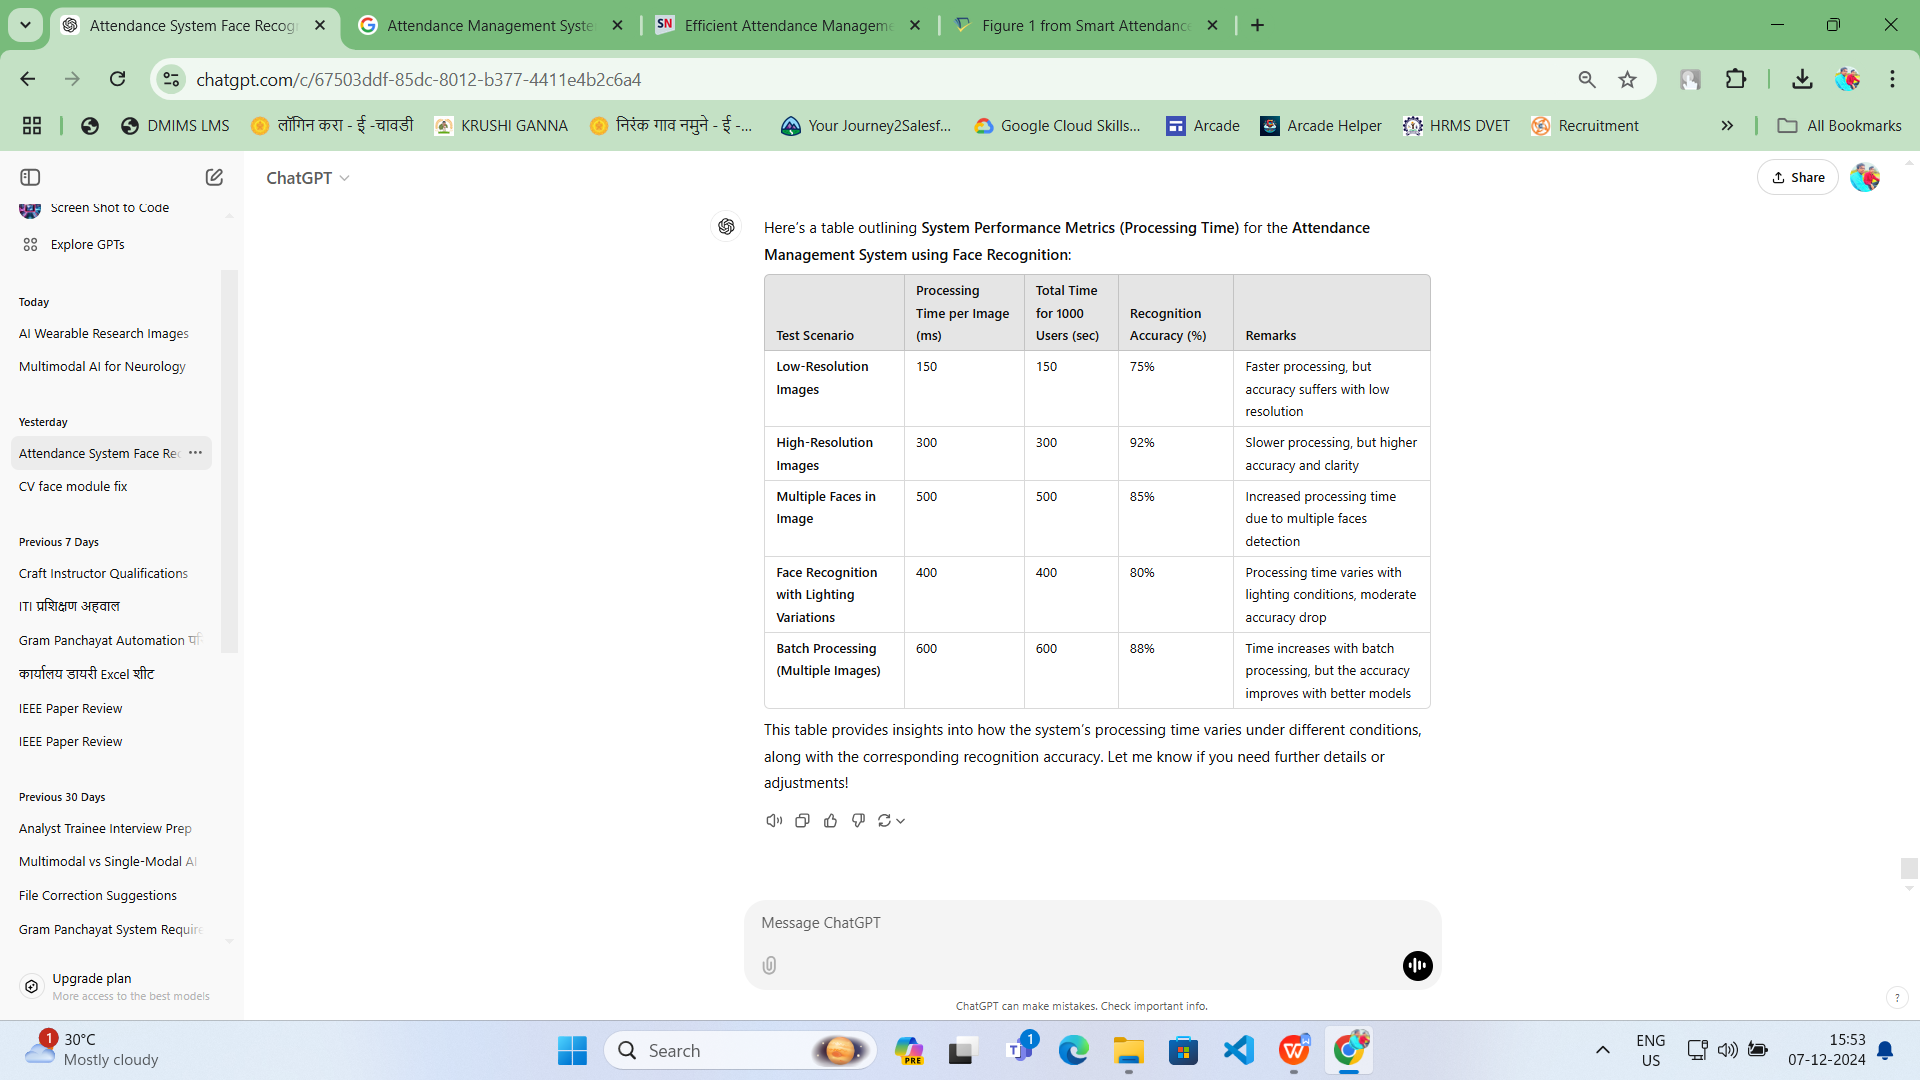 Attendance System Face Recogn
Attendance Management Syste
SN Efficient Attendance Manageme
Figure 1 from Smart Attendance
chatgpt.com/c/67503ddf-85dc-8012-b377-4411e4b2c6a4
DMIMS LMS
लॉगिन करा - ई -चावडी
KRUSHI GANNA
निरंक गाव नमुने - ई -...
Your Journey2Salesf...
Google Cloud Skills...
Arcade
Arcade Helper
HRMS DVET
Recruitment
All Bookmarks
ChatGPT
Share
Screen Shot to Code
Explore GPTs
Today
AI Wearable Research Images
Multimodal AI for Neurology
Yesterday
Attendance System Face Rec
CV face module fix
Previous 7 Days
Craft Instructor Qualifications
ITI प्रशिक्षण अहवाल
Gram Panchayat Automation
कार्यालय डायरी Excel शीट
IEEE Paper Review
IEEE Paper Review
Previous 30 Days
Analyst Trainee Interview Prep
Multimodal vs Single-Modal AI
File Correction Suggestions
Gram Panchayat System Require
Upgrade plan
More access to the best models
Here's a table outlining System Performance Metrics (Processing Time) for the Attendance
Management System using Face Recognition:
Test Scenario
Processing
Time per Image
(ms)
Total Time
for 1000
Users (sec)
Recognition
Accuracy (%)
Remarks
Low-Resolution
Images
150
150
75%
Faster processing, but
accuracy suffers with low
resolution
High-Resolution
Images
300
300
92%
Slower processing, but higher
accuracy and clarity
Multiple Faces in
Image
500
500
85%
Increased processing time
due to multiple faces
detection
Face Recognition
with Lighting
Variations
400
400
80%
Processing time varies with
lighting conditions, moderate
accuracy drop
Batch Processing
(Multiple Images)
600
600
88%
Time increases with batch
processing, but the accuracy
improves with better models
This table provides insights into how the system's processing time varies under different conditions,
along with the corresponding recognition accuracy. Let me know if you need further details or
adjustments!
Message ChatGPT
ChatGPT can make mistakes. Check important info.
?
1
30°C
Mostly cloudy
Search
PRE
1
ENG
US
15:53
07-12-2024